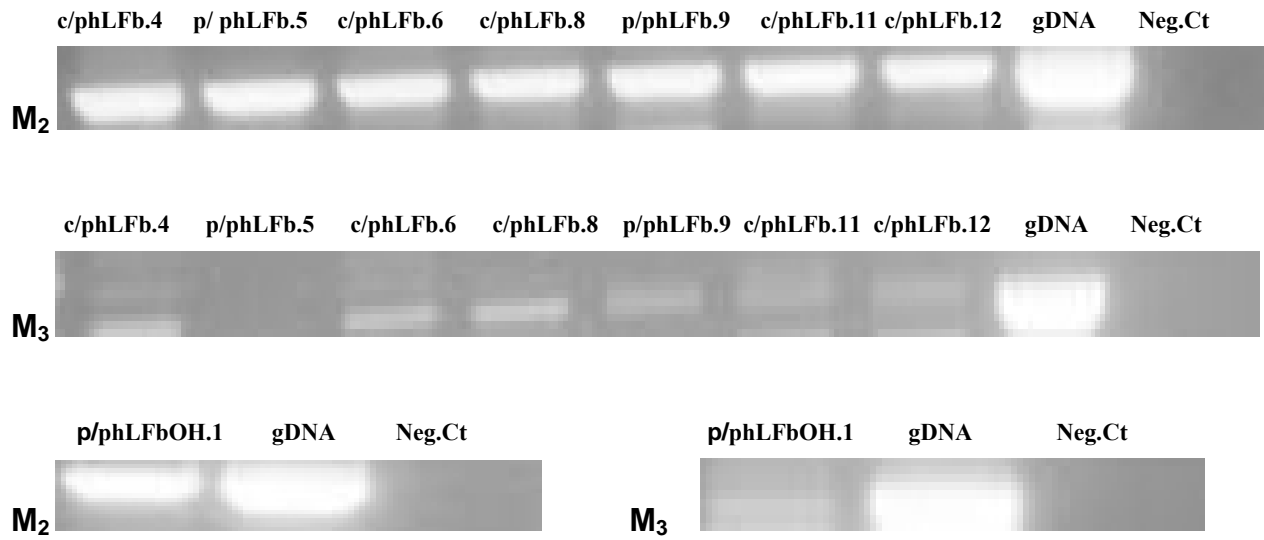 c/phLFb.4 p/ phLFb.5 c/phLFb.6 c/phLFb.8 p/phLFb.9 c/phLFb.11 c/phLFb.12 gDNA Neg.Ct
M₂
c/phLFb.4 p/phLFb.5 c/phLFb.6 c/phLFb.8 p/phLFb.9 c/phLFb.11 c/phLFb.12 gDNA Neg.Ct
M₃
p/phLFbOH.1 gDNA Neg.Ct p/phLFbOH.1 gDNA Neg.Ct
M₂ M₃